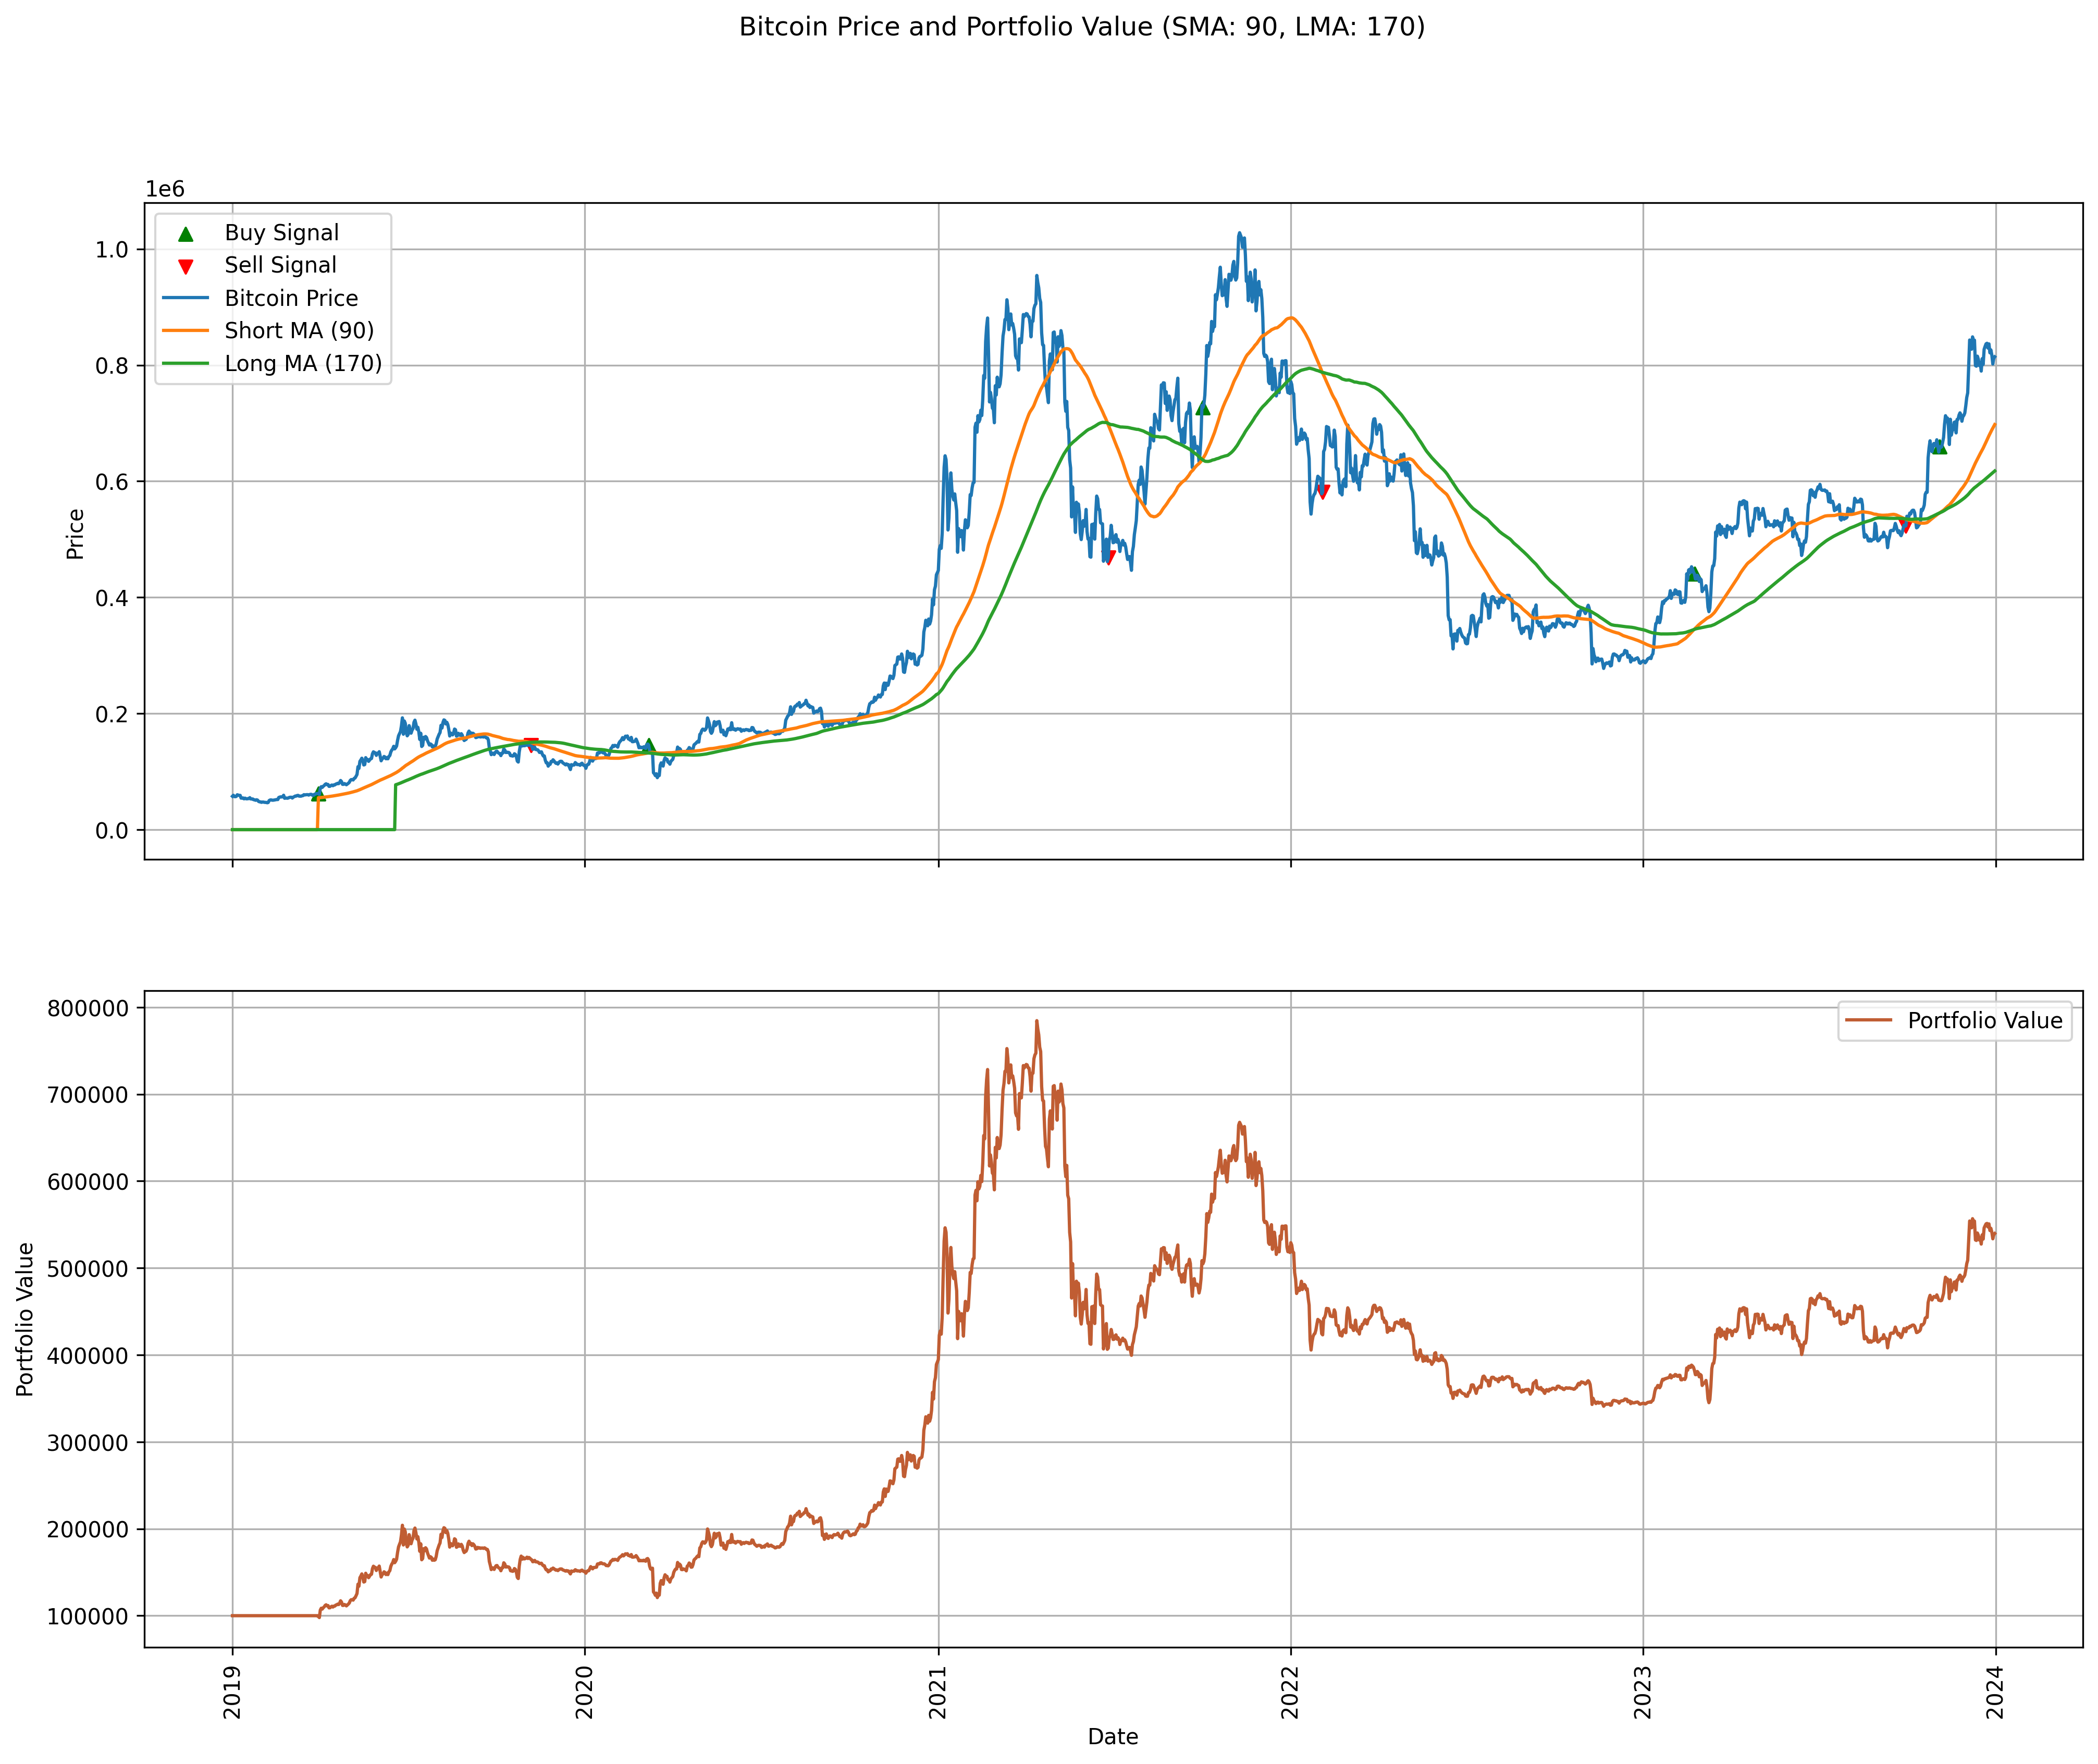 Bitcoin Price and Portfolio Value (SMA: 90, LMA: 170)
1e6
Buy Signal
Sell Signal
Bitcoin Price
Short MA (90)
Long MA (170)
1.0
0.8
0.6
0.4
0.2
0.0
Price
Portfolio Value
800000
700000
600000
500000
400000
300000
200000
100000
Portfolio Value
2019
2020
2021
2022
2023
2024
Date